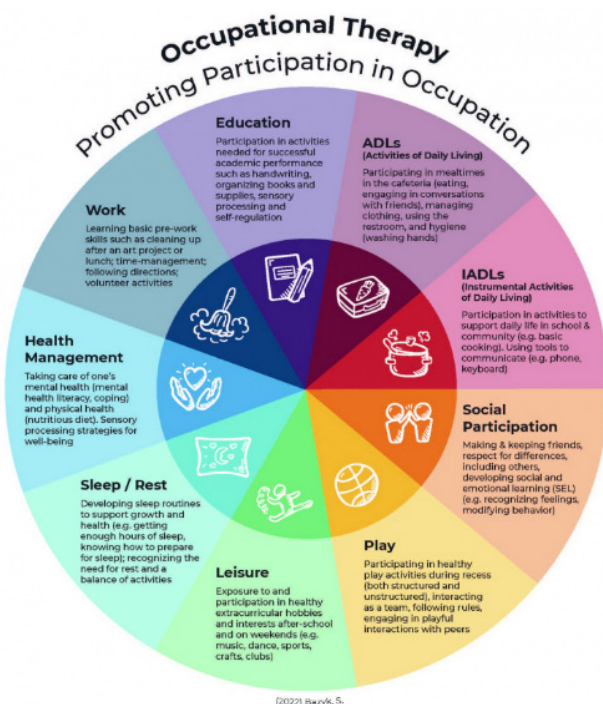 Occupational Therapy
Promoting Participation in Occupation
Education
Participation in activities
needed for successful
academic performance
such as handwriting,
organizing books and
supplies, sensory
processing and
self-regulation
ADLs
(Activities of Daily Living)
Participating in mealtimes
in the cafeteria (eating,
engaging in conversations
with friends), managing
clothing, using the
restroom, and hygiene
(washing hands)
IADLs
(Instrumental Activities
of Daily Living)
Participation in activities to
support daily life in school &
community (e.g. basic
cooking). Using tools to
communicate (e.g. phone,
keyboard)
Social
Participation
Making & keeping friends,
respect for differences,
including others,
developing social and
emotional learning (SEL)
(e.g. recognizing feelings,
modifying behavior)
Play
Participating in healthy
play activities during recess
(both structured and
unstructured), interacting
as a team, following rules,
engaging in playful
interactions with peers
Leisure
Exposure to and
participation in healthy
extracurricular hobbies
and interests after-school
and on weekends (e.g.
music, dance, sports,
crafts, clubs)
Sleep / Rest
Developing sleep routines
to support growth and
health (e.g. getting
enough hours of sleep,
knowing how to prepare
for sleep); recognizing the
need for rest and a
balance of activities
Health
Management
Taking care of one's
mental health (mental
health literacy, coping)
and physical health
(nutritious diet). Sensory
processing strategies for
well-being
Work
Learning basic pre-work
skills such as cleaning up
after an art project or
lunch; time-management;
following directions;
volunteer activities
(2022) Bazyk, S.